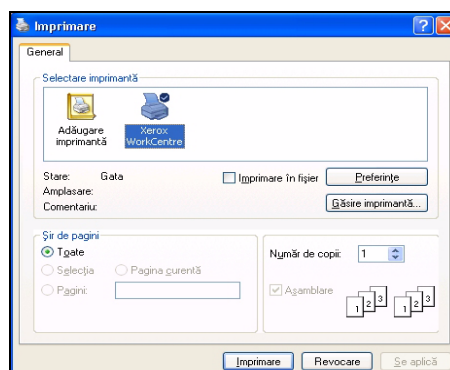 Imprimare
General
Selectare imprimantă
Adăugare imprimantă
Xerox WorkCentre
Stare: Gata
Amplasare:
Comentariu:
Imprimare în fișier
Preferințe
Găsire imprimantă...
Șir de pagini
Toate
Selecția
Pagina curentă
Pagini:
Număr de copii: 1
Asamblare
1 2 3 1 2 3
Imprimare Revocare Se aplică